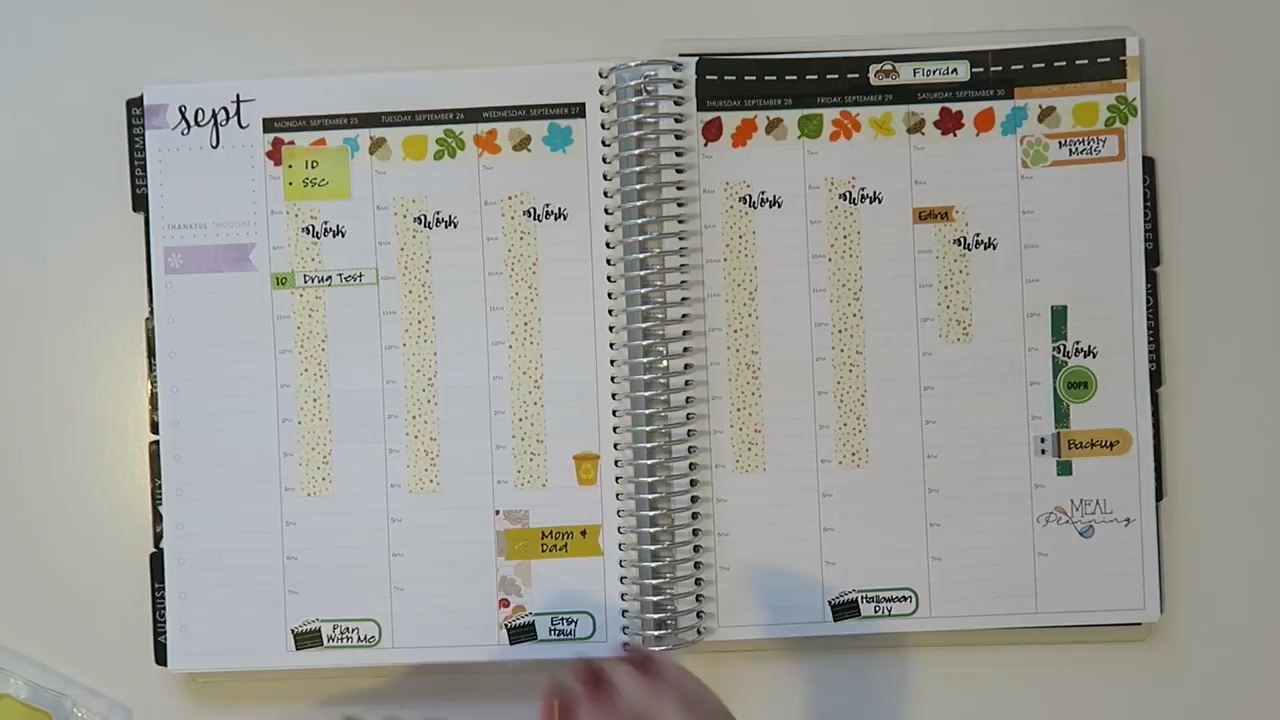 sept
SEPTEMBER
THANKFUL THOUGHT
AUGUST
MONDAY, SEPTEMBER 25
TUESDAY, SEPTEMBER 26
WEDNESDAY, SEPTEMBER 27
• ID
• SSC
Work
10 Drug Test
Plan
With Me
Work
Work
Mom &
Dad
Etsy
Haul
Florida
THURSDAY, SEPTEMBER 28
FRIDAY, SEPTEMBER 29
SATURDAY, SEPTEMBER 30
Work
Work
Halloween
DIY
Work
Monthly
Meds
Work
OOPR
Backup
MEAL
Planning
OCTOBER
NOVEMBER